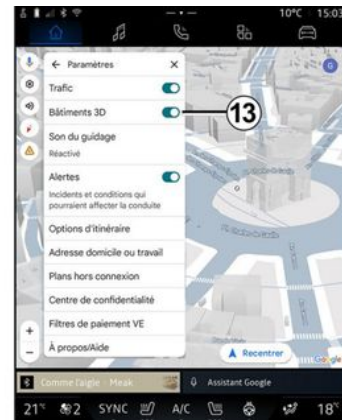 10°C 15:03
← Paramètres ×
G
Trafic
Bâtiments 3D
13
Son du guidage
Réactivé
Alertes
Incidents et conditions qui
pourraient affecter la conduite
Options d'itinéraire
Adresse domicile ou travail
Plans hors connexion
Centre de confidentialité
Filtres de paiement VE
À propos/Aide
+
−
Recentrer
Google
Comme l'aigle - Meak
Assistant Google
21° 2 SYNC A/C 18°